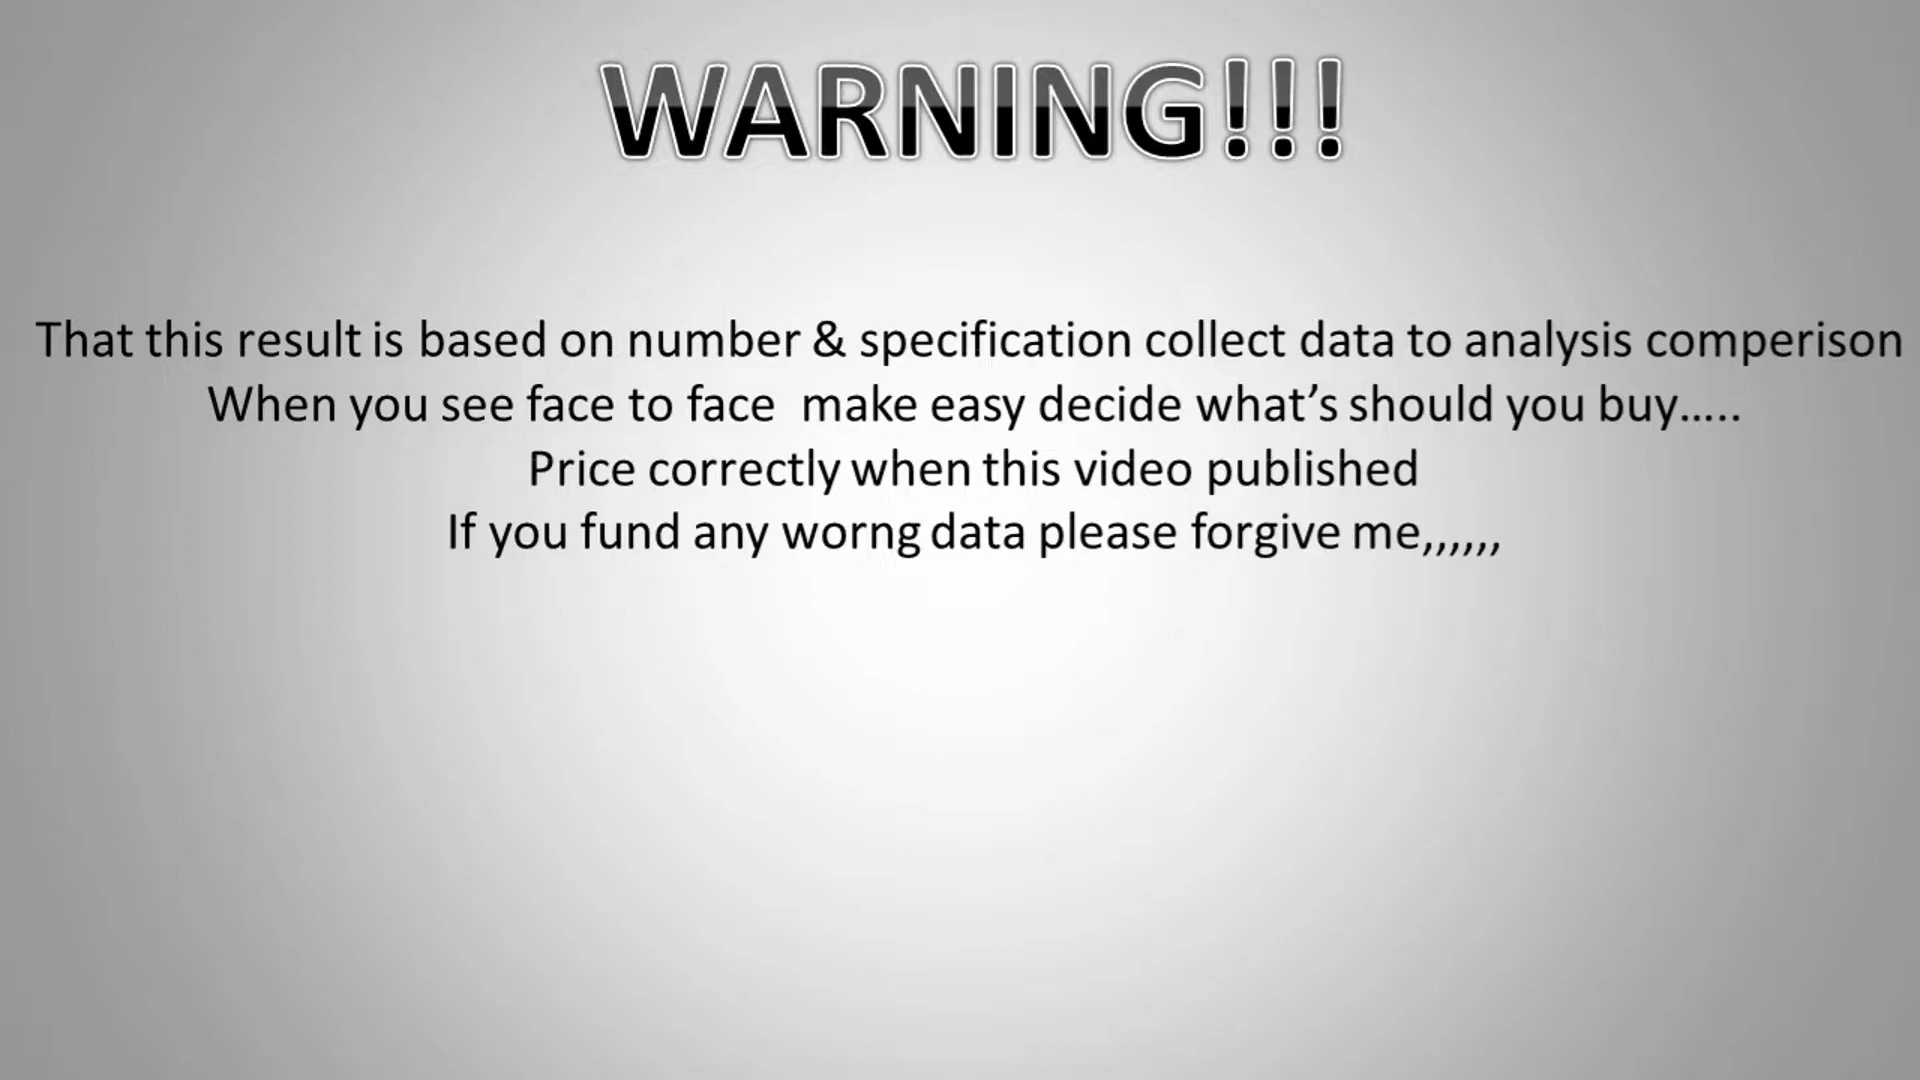 WARNING!!!
That this result is based on number & specification collect data to analysis comperison
When you see face to face  make easy decide what’s should you buy…..
Price correctly when this video published
If you fund any worng data please forgive me,,,,,,